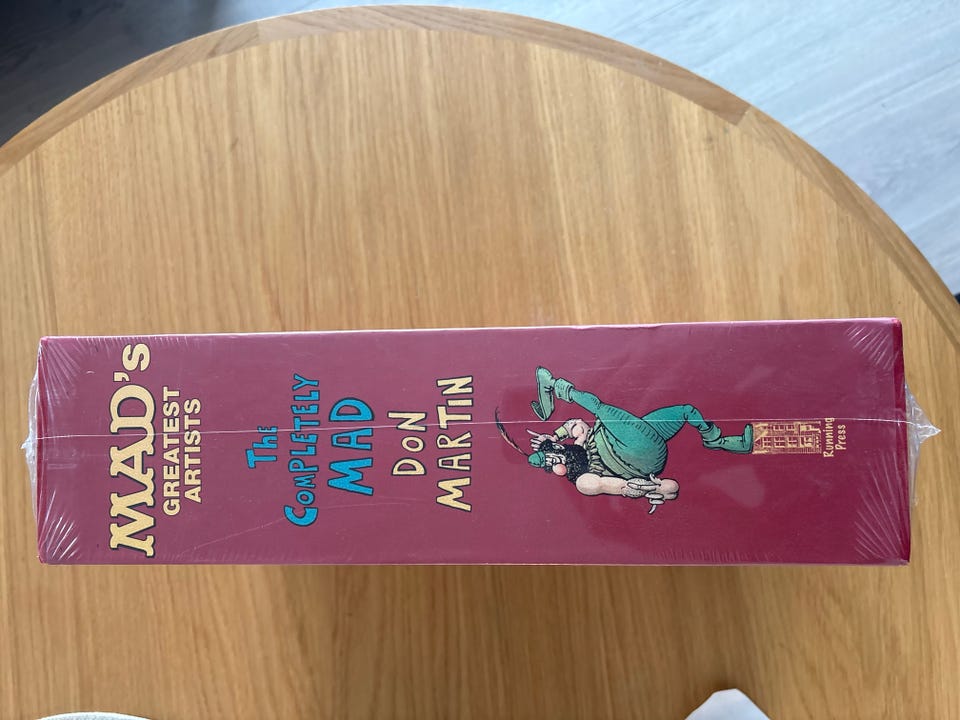 MAD's
GREATEST
ARTISTS
The
COMPLETELY
MAD
DON
MARTIN
Running
Press